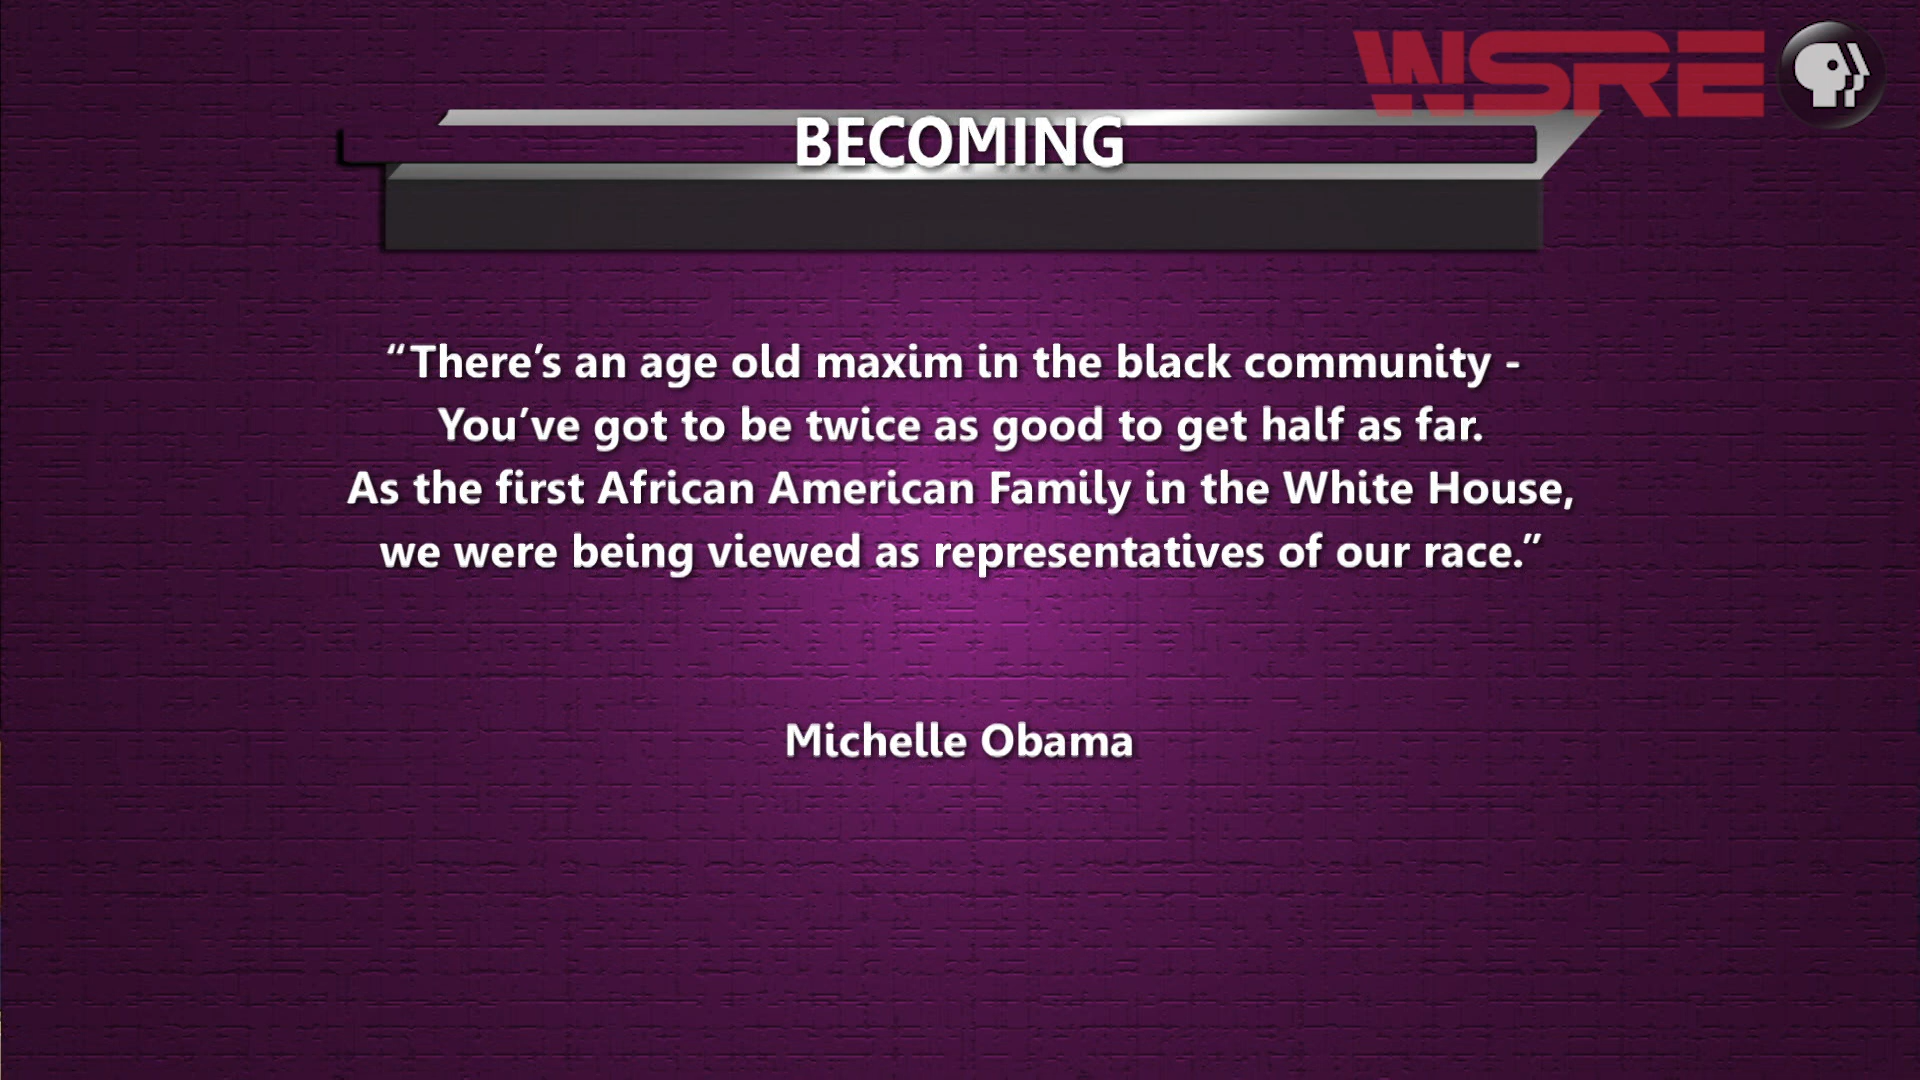 WSRE
BECOMING
“There’s an age old maxim in the black community -
You’ve got to be twice as good to get half as far.
As the first African American Family in the White House,
we were being viewed as representatives of our race.”
Michelle Obama